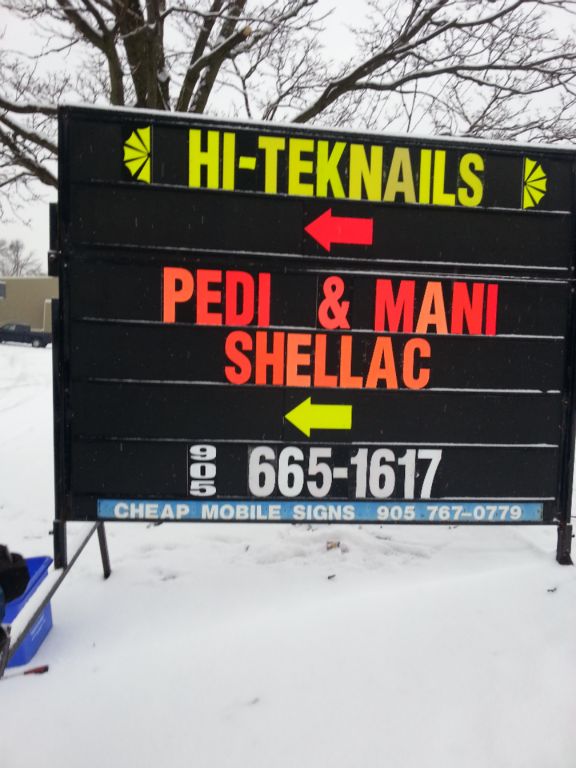 HI-TEKNAILS
PEDI & MANI
SHELLAC
905 665-1617
CHEAP MOBILE SIGNS 905 767-0779